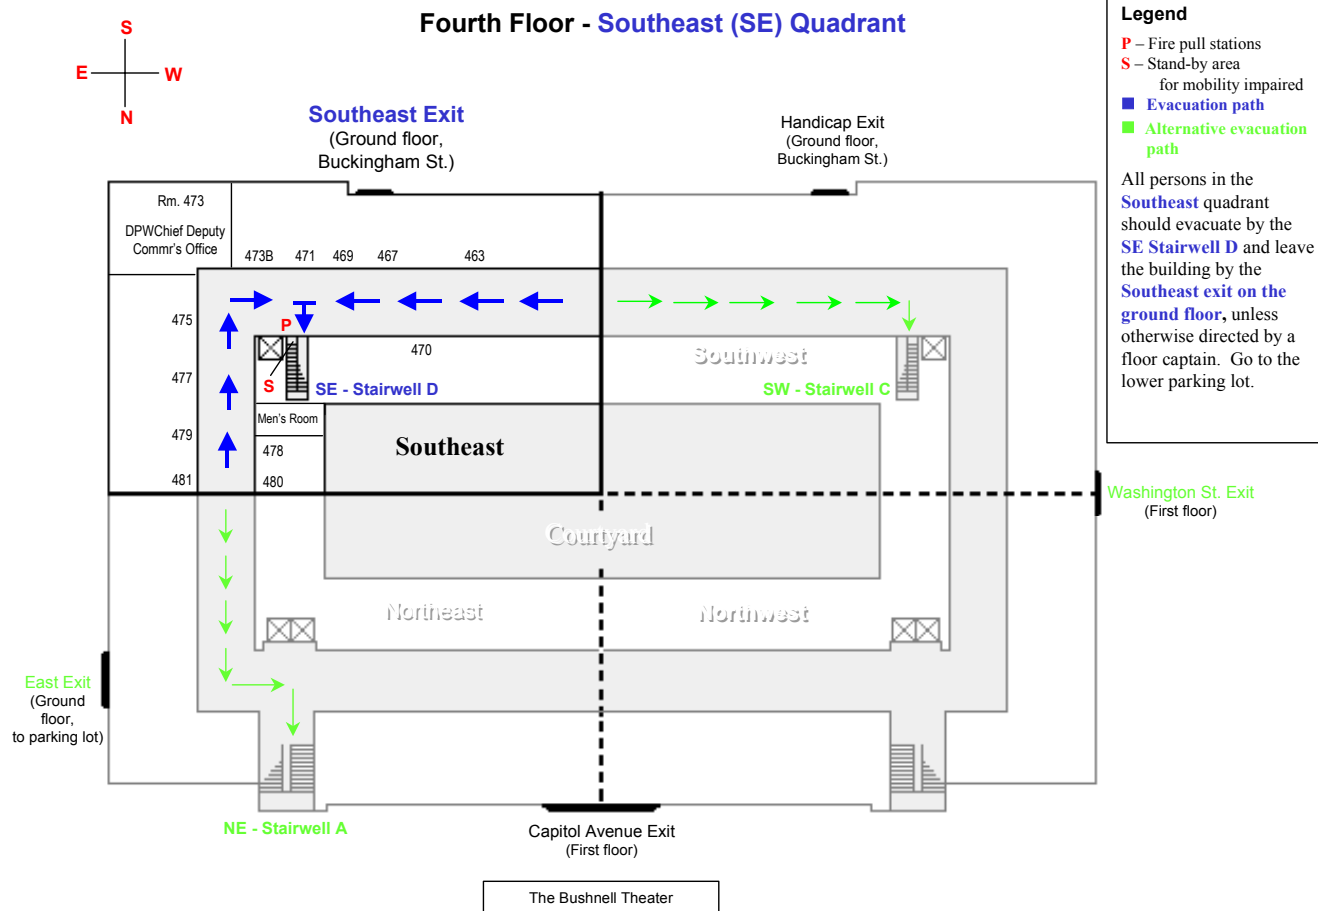 Fourth Floor - Southeast (SE) Quadrant
S
E W
N
Legend
P – Fire pull stations
S – Stand-by area
for mobility impaired
Evacuation path
Alternative evacuation
path
All persons in the
Southeast quadrant
should evacuate by the
SE Stairwell D and leave
the building by the
Southeast exit on the
ground floor, unless
otherwise directed by a
floor captain. Go to the
lower parking lot.
Southeast Exit
(Ground floor,
Buckingham St.)
Handicap Exit
(Ground floor,
Buckingham St.)
Rm. 473
DPWChief Deputy
Commr's Office
473B 471 469 467 463
475
P
470
Southwest
477
S
SE - Stairwell D
SW - Stairwell C
Men's Room
479
478
Southeast
481
480
Washington St. Exit
(First floor)
Courtyard
Northeast
Northwest
East Exit
(Ground
floor,
to parking lot)
NE - Stairwell A
Capitol Avenue Exit
(First floor)
The Bushnell Theater